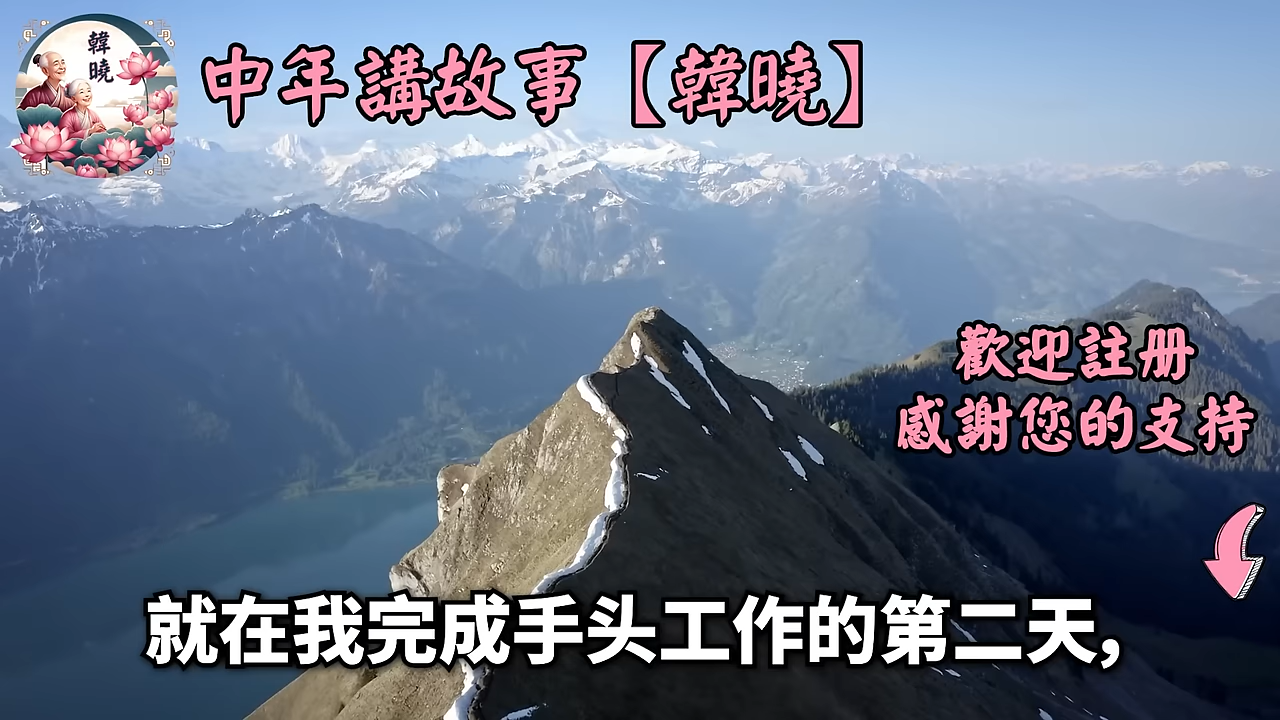 韓曉
中年講故事【韓曉】
歡迎註册
感謝您的支持
就在我完成手头工作的第二天,